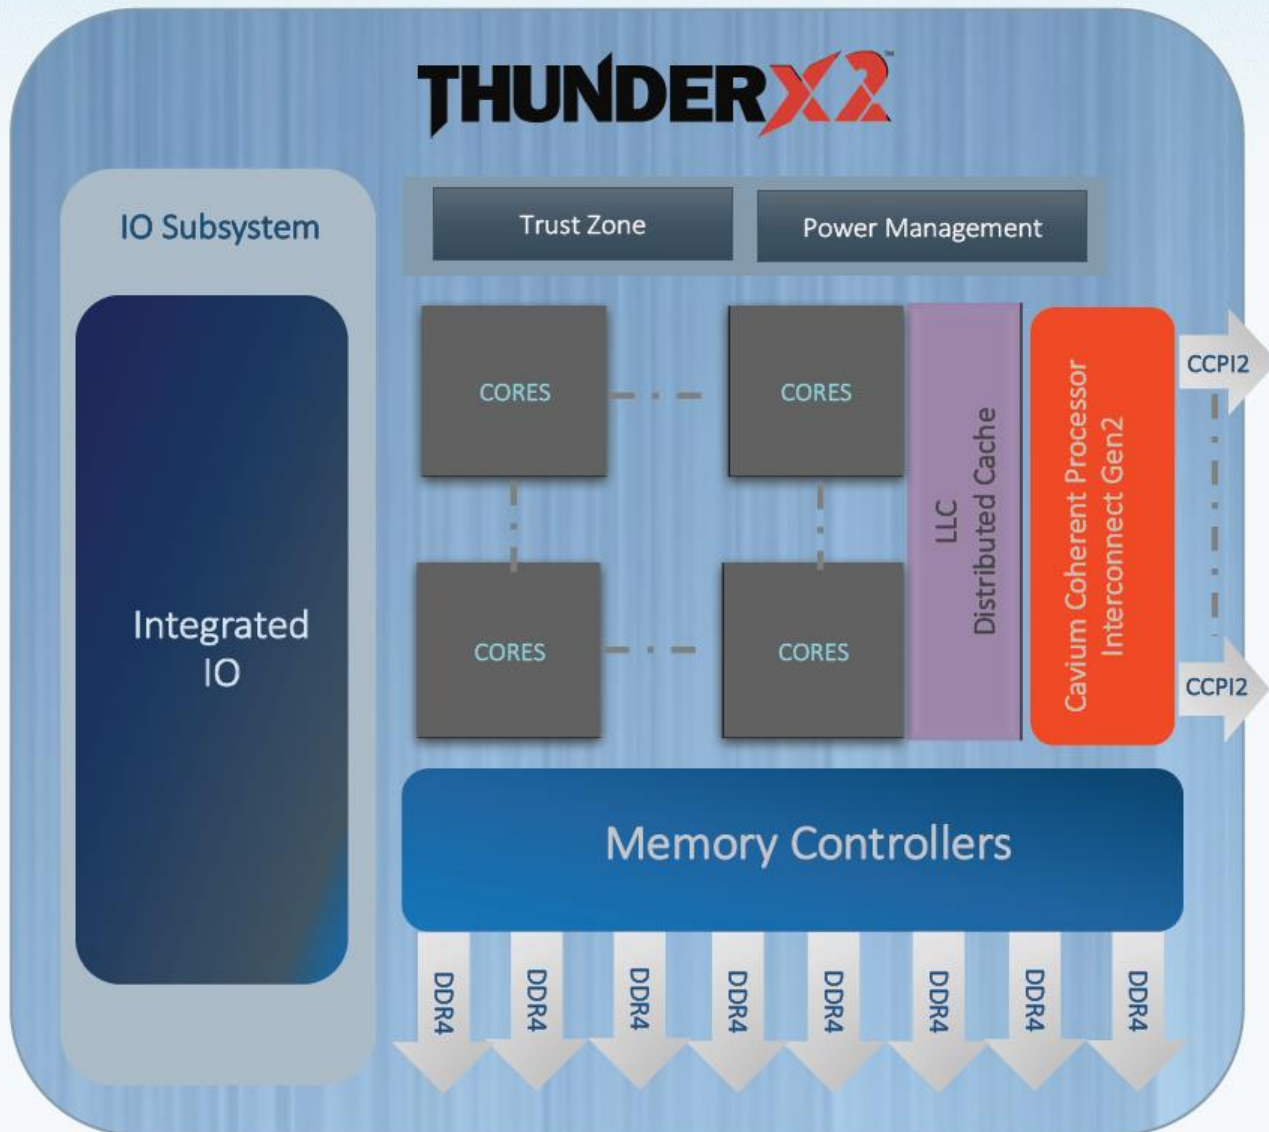 THUNDERX2™
IO Subsystem
Trust Zone
Power Management
Integrated
IO
CORES
CORES
CORES
CORES
LLC
Distributed Cache
Cavium Coherent Processor
Interconnect Gen2
CCPI2
CCPI2
Memory Controllers
DDR4
DDR4
DDR4
DDR4
DDR4
DDR4
DDR4
DDR4